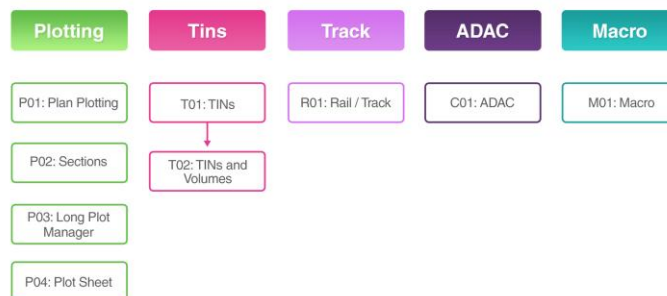 Plotting
Tins
Track
ADAC
Macro
P01: Plan Plotting
T01: TINs
R01: Rail / Track
C01: ADAC
M01: Macro
P02: Sections
T02: TINs and
Volumes
P03: Long Plot
Manager
P04: Plot Sheet